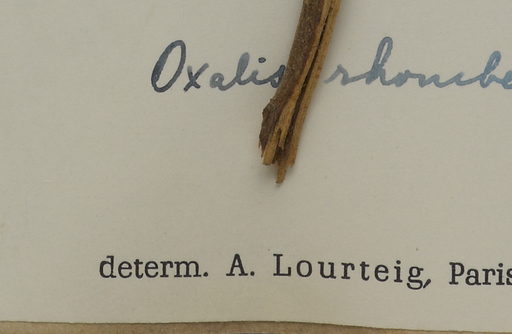 Oxalis rhombe
determ. A. Lourteig, Paris